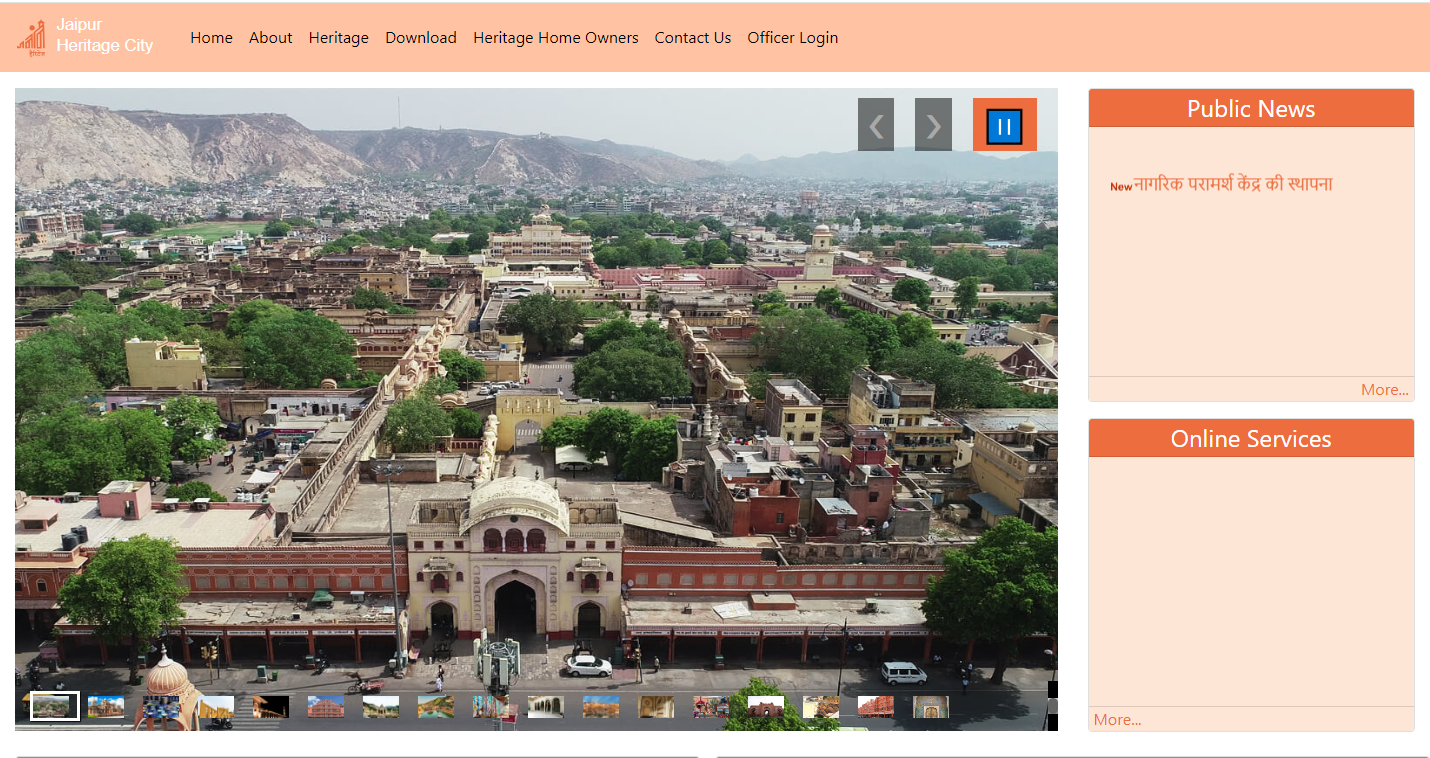 Jaipur
Heritage City
Home About Heritage Download Heritage Home Owners Contact Us Officer Login
Public News
New नागरिक परामर्श केंद्र की स्थापना
More...
Online Services
More...